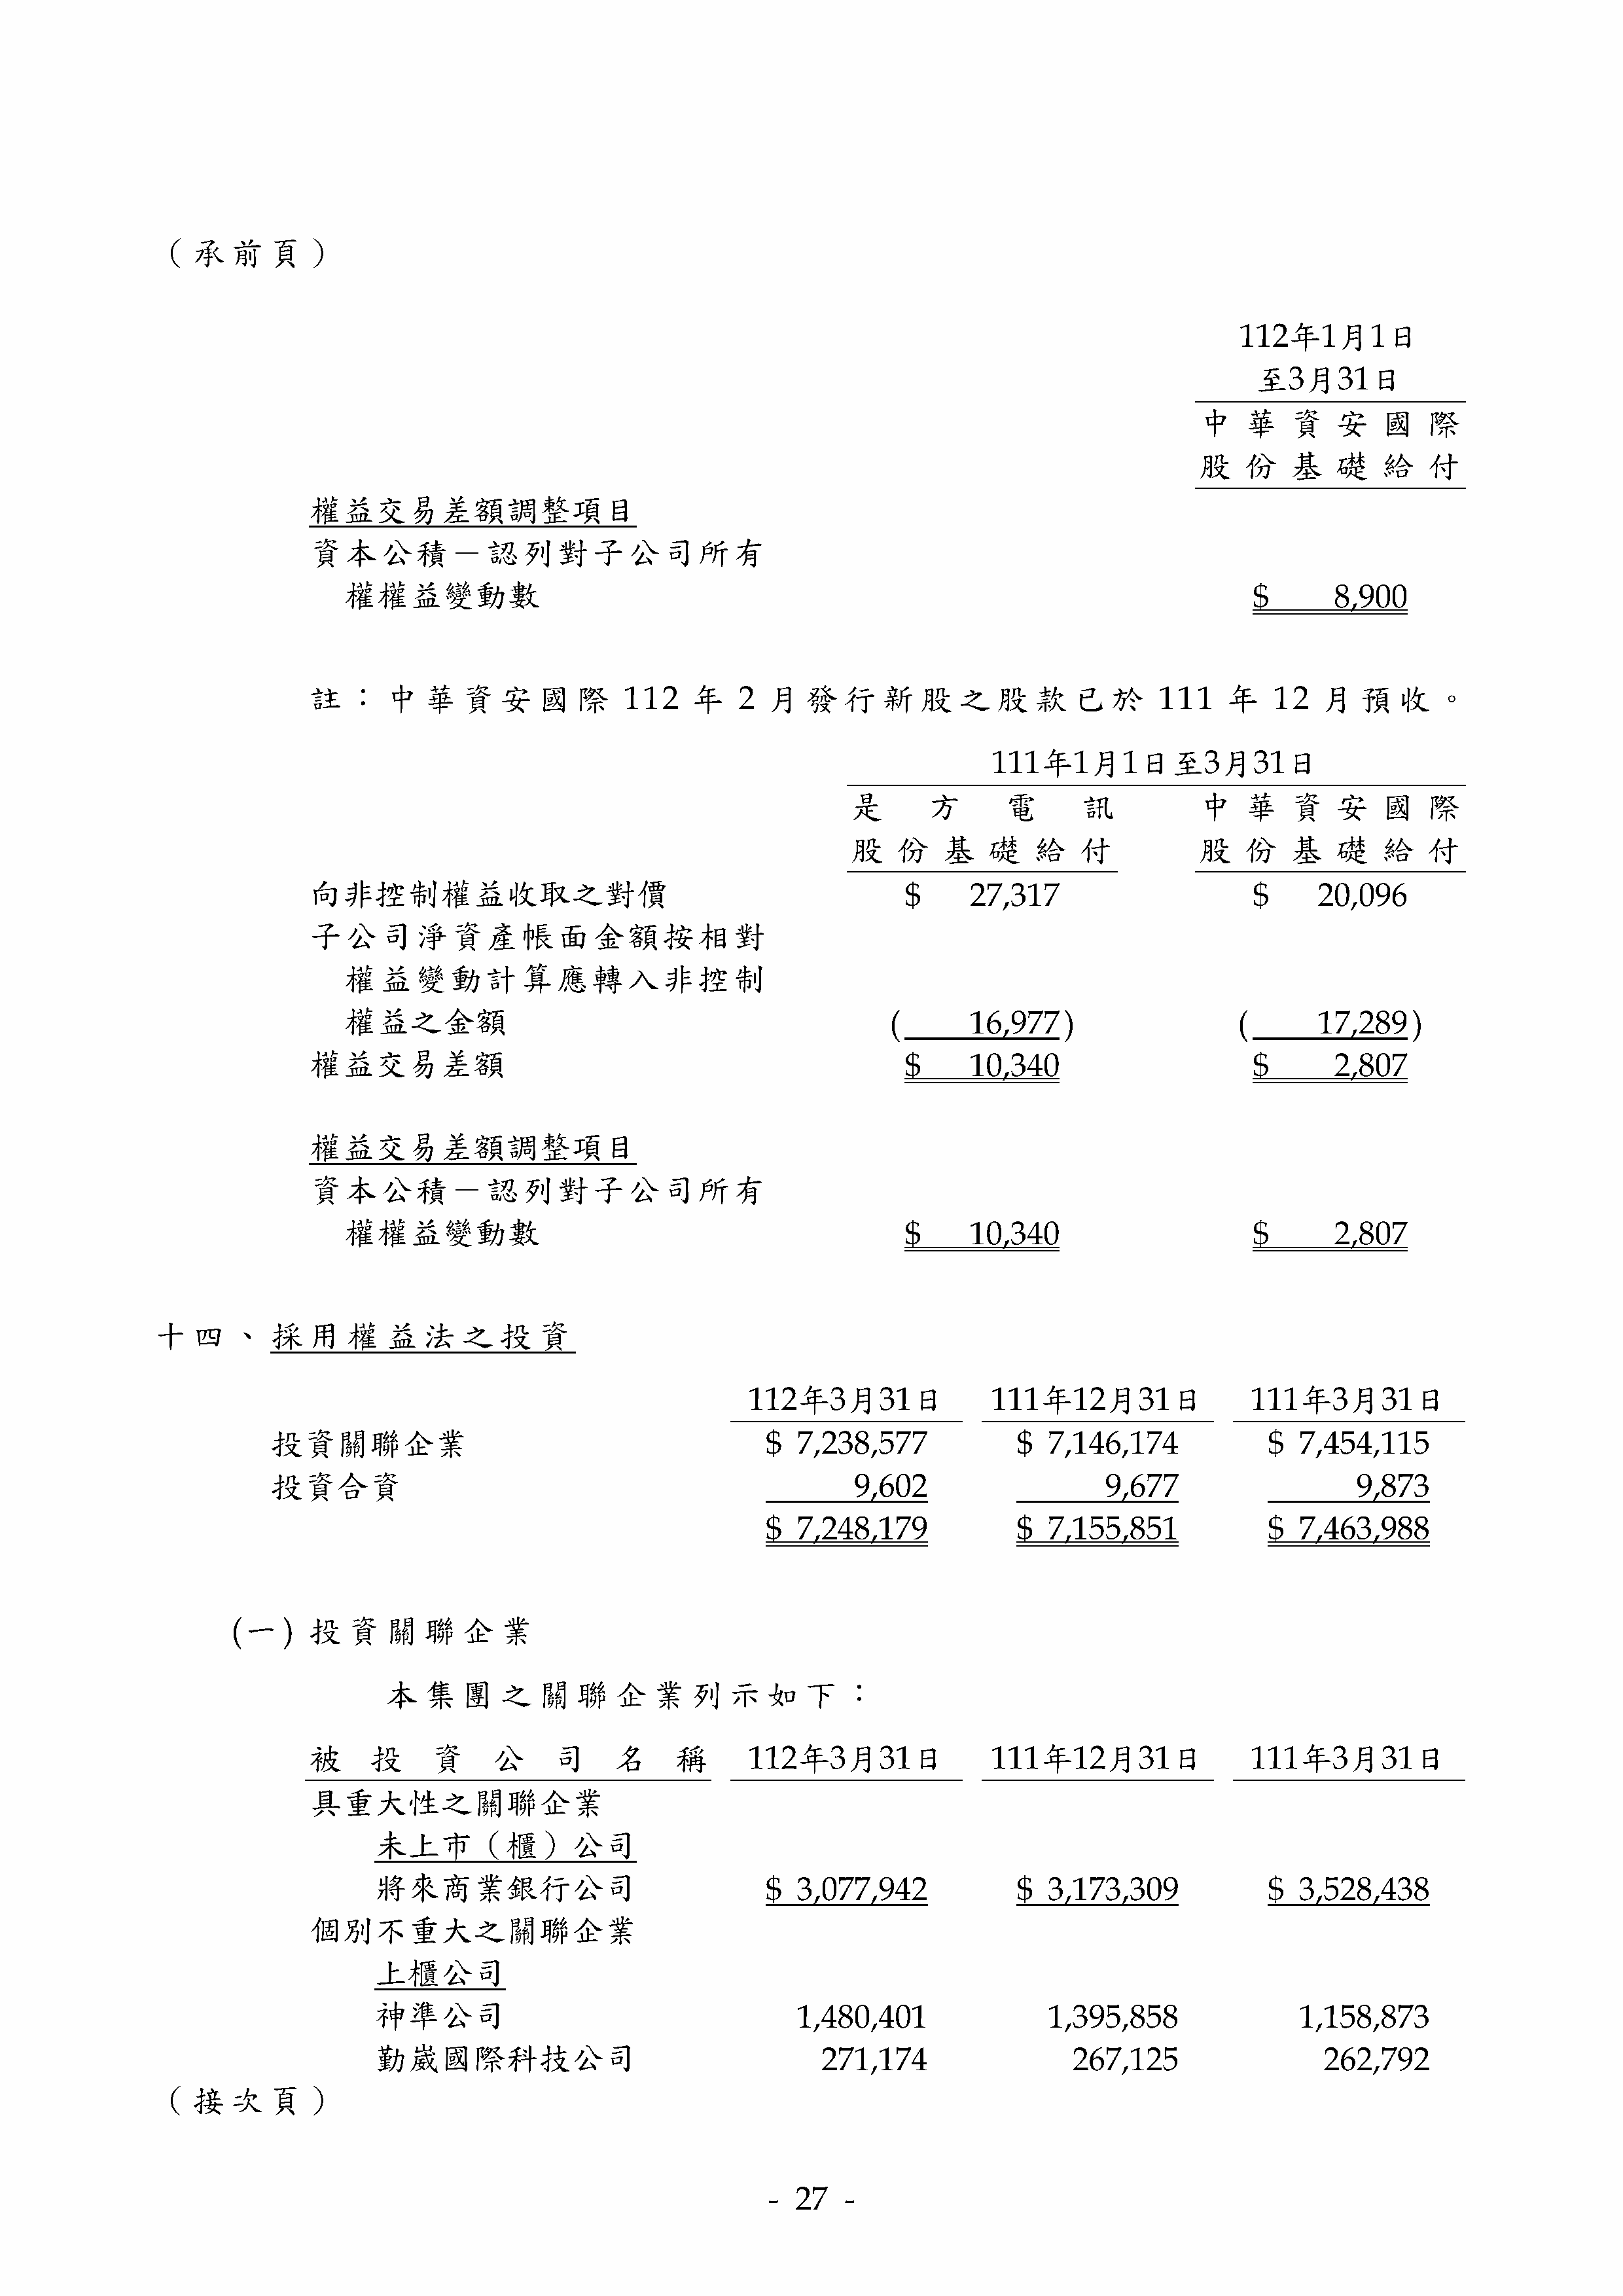 （承前頁）
112年1月1日
至3月31日
中華資安國際
股份基礎給付
權益交易差額調整項目
資本公積－認列對子公司所有
權權益變動數 $ 8,900
註：中華資安國際 112 年 2 月發行新股之股款已於 111 年 12 月預收。
111年1月1日至3月31日
是方電訊 中華資安國際
股份基礎給付 股份基礎給付
向非控制權益收取之對價 $ 27,317 $ 20,096
子公司淨資產帳面金額按相對
權益變動計算應轉入非控制
權益之金額 ( 16,977) ( 17,289)
權益交易差額 $ 10,340 $ 2,807
權益交易差額調整項目
資本公積－認列對子公司所有
權權益變動數 $ 10,340 $ 2,807
十四、採用權益法之投資
112年3月31日 111年12月31日 111年3月31日
投資關聯企業 $ 7,238,577 $ 7,146,174 $ 7,454,115
投資合資 9,602 9,677 9,873
$ 7,248,179 $ 7,155,851 $ 7,463,988
(一) 投資關聯企業
本集團之關聯企業列示如下：
被投資公司名稱 112年3月31日 111年12月31日 111年3月31日
具重大性之關聯企業
未上市（櫃）公司
將來商業銀行公司 $ 3,077,942 $ 3,173,309 $ 3,528,438
個別不重大之關聯企業
上櫃公司
神準公司 1,480,401 1,395,858 1,158,873
勤崴國際科技公司 271,174 267,125 262,792
（接次頁）
- 27 -